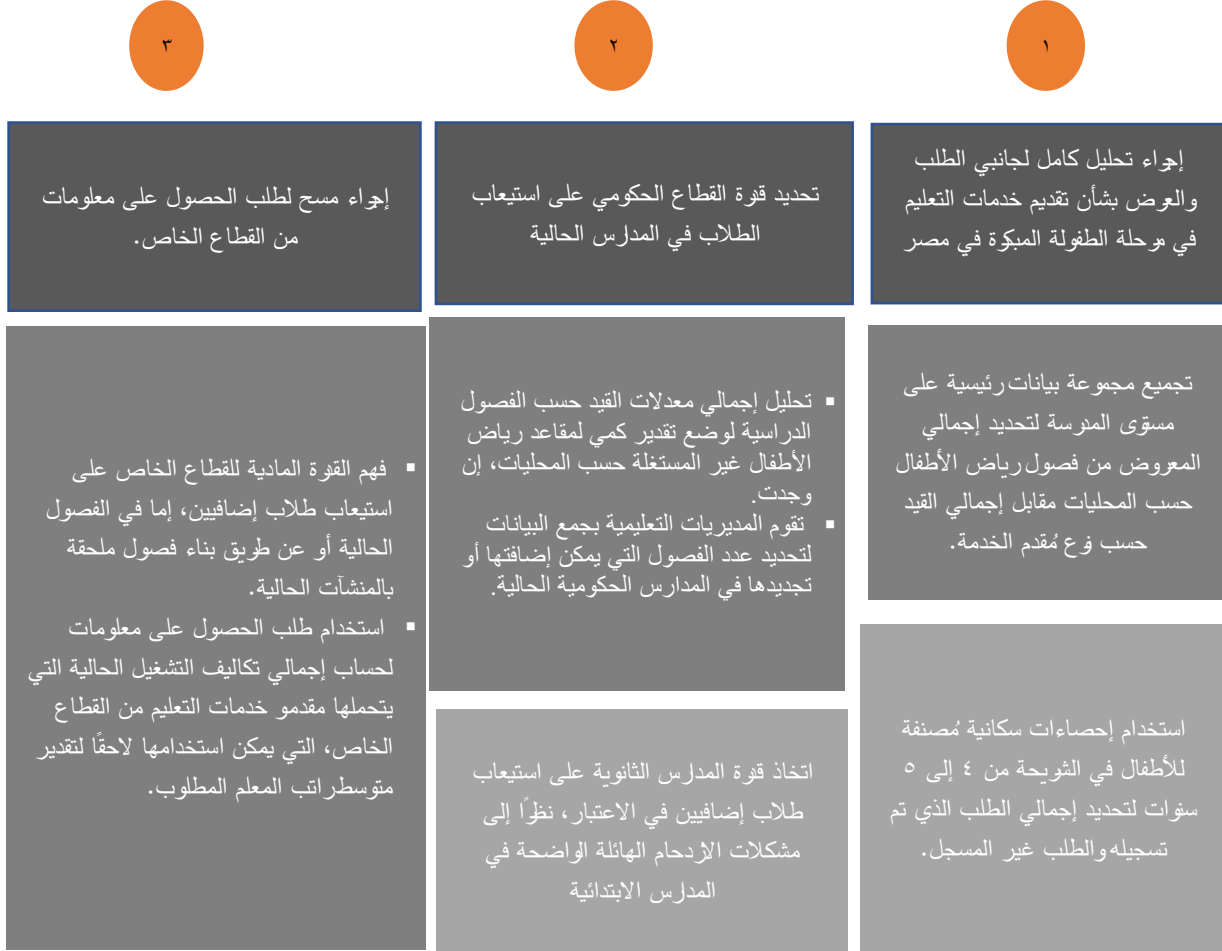 ١
إجراء تحليل كامل لجانبي الطلب
والعرض بشأن تقديم خدمات التعليم
في مرحلة الطفولة المبكرة في مصر
تجميع مجموعة بيانات رئيسية على
مستوى المدرسة لتحديد إجمالي
المعروض من فصول رياض الأطفال
حسب المحليات مقابل إجمالي القيد
حسب نوع مُقدم الخدمة.
استخدام إحصاءات سكانية مُصنفة
للأطفال في الشريحة من ٤ إلى ٥
سنوات لتحديد إجمالي الطلب الذي تم
تسجيله والطلب غير المسجل.
٢
تحديد قدرة القطاع الحكومي على استيعاب
الطلاب في المدارس الحالية
▪ تحليل إجمالي معدلات القيد حسب الفصول
الدراسية لوضع تقدير كمي لمقاعد رياض
الأطفال غير المستغلة حسب المحليات، إن
وجدت.
▪ تقوم المديريات التعليمية بجمع البيانات
لتحديد عدد الفصول التي يمكن إضافتها أو
تجديدها في المدارس الحكومية الحالية.
اتخاذ قدرة المدارس الثانوية على استيعاب
طلاب إضافيين في الاعتبار، نظرًا إلى
مشكلات الازدحام الهائلة الواضحة في
المدارس الابتدائية
٣
إجراء مسح لطلب الحصول على معلومات
من القطاع الخاص.
▪ فهم القدرة المادية للقطاع الخاص على
استيعاب طلاب إضافيين، إما في الفصول
الحالية أو عن طريق بناء فصول ملحقة
بالمنشآت الحالية.
▪ استخدام طلب الحصول على معلومات
لحساب إجمالي تكاليف التشغيل الحالية التي
يتحملها مقدمو خدمات التعليم من القطاع
الخاص، التي يمكن استخدامها لاحقًا لتقدير
متوسط راتب المعلم المطلوب.